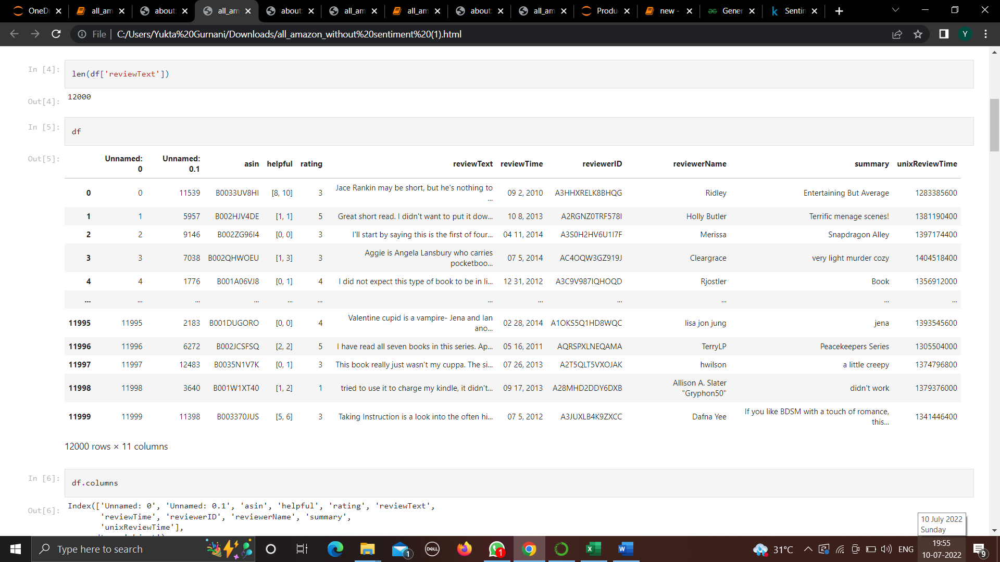 OneDr all_am about: all_am about: all_am all_am about: all_am Produ new - Gener Sentin
File C:/Users/Yukta%20Gurnani/Downloads/all_amazon_without%20sentiment%20(1).html Y
In [4]: len(df['reviewText'])
Out[4]: 12000
In [5]: df
Out[5]: Unnamed: 0 Unnamed: 0.1 asin helpful rating reviewText reviewTime reviewerID reviewerName summary unixReviewTime
0 0 11539 B0033UV8HI [8, 10] 3 Jace Rankin may be short, but he's nothing to ... 09 2, 2010 A3HHXRELK8BHQG Ridley Entertaining But Average 1283385600
1 1 5957 B002HJV4DE [1, 1] 5 Great short read. I didn't want to put it dow... 10 8, 2013 A2RGNZ0TRF578I Holly Butler Terrific menage scenes! 1381190400
2 2 9146 B002ZG96I4 [0, 0] 3 I'll start by saying this is the first of four... 04 11, 2014 A3S0H2HV6U1I7F Merissa Snapdragon Alley 1397174400
3 3 7038 B002QHWOEU [1, 3] 3 Aggie is Angela Lansbury who carries pocketboo... 07 5, 2014 AC4OQW3GZ919J Cleargrace very light murder cozy 1404518400
4 4 1776 B001A06VJ8 [0, 1] 4 I did not expect this type of book to be in li... 12 31, 2012 A3C9V987IQHOQD Rjostler Book 1356912000
... ... ... ... ... ... ... ... ... ... ... ...
11995 11995 2183 B001DUGORO [0, 0] 4 Valentine cupid is a vampire- Jena and Ian ano... 02 28, 2014 A1OKS5Q1HD8WQC lisa jon jung jena 1393545600
11996 11996 6272 B002JCSFSQ [2, 2] 5 I have read all seven books in this series. Ap... 05 16, 2011 AQRSPXLNEQAMA TerryLP Peacekeepers Series 1305504000
11997 11997 12483 B0035N1V7K [0, 1] 3 This book really just wasn't my cuppa. The si... 07 26, 2013 A2T5QLT5VXOJAK hwilson a little creepy 1374796800
11998 11998 3640 B001W1XT40 [1, 2] 1 tried to use it to charge my kindle, it didn't... 09 17, 2013 A28MHD2DDY6DXB Allison A. Slater "Gryphon50" didn't work 1379376000
11999 11999 11398 B003370JUS [5, 6] 3 Taking Instruction is a look into the often hi... 07 5, 2012 A3JUXLB4K9ZXCC Dafna Yee If you like BDSM with a touch of romance, this... 1341446400
12000 rows × 11 columns
In [6]: df.columns
Out[6]: Index(['Unnamed: 0', 'Unnamed: 0.1', 'asin', 'helpful', 'rating', 'reviewText',
'reviewTime', 'reviewerID', 'reviewerName', 'summary',
'unixReviewTime'],
10 July 2022
Sunday
Type here to search DELL 1 1 31°C ENG 19:55
10-07-2022 9